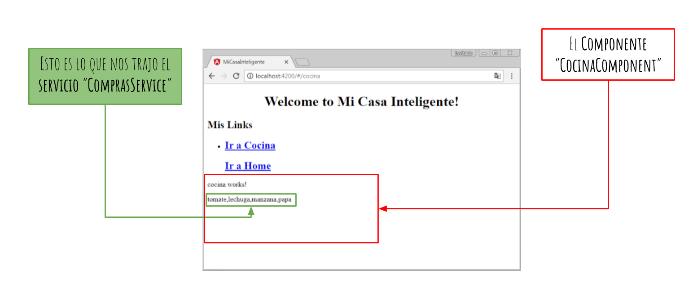 Esto es lo que nos trajo el
servicio "ComprasService"
El Componente
"CocinaComponent"
MiCasaInteligente
localhost:4200/#/cocina
Welcome to Mi Casa Inteligente!
Mis Links
Ir a Cocina
Ir a Home
cocina works!
tomate,lechuga,manzana,papa